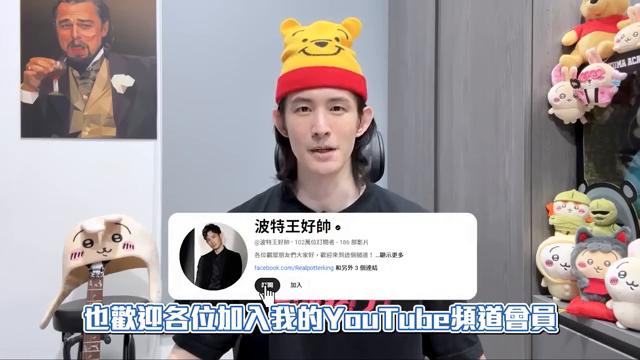 UMA ACA
波特王好帥
@波特王好帥・102萬位訂閱者・186 部影片
各位觀眾朋友們大家好，歡迎來到這個頻道！ ...顯示更多
facebook.com/Realpotterking 和另外 3 個連結
訂閱 加入
也歡迎各位加入我的YouTube頻道會員